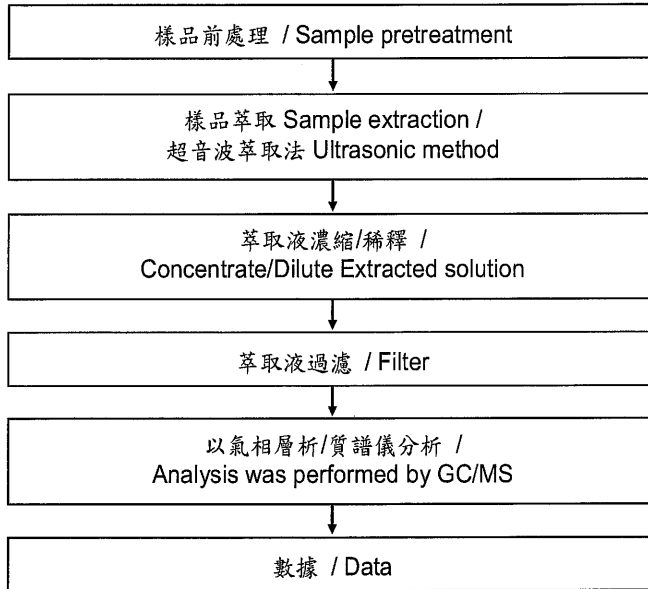 樣品前處理 / Sample pretreatment
樣品萃取 Sample extraction /
超音波萃取法 Ultrasonic method
萃取液濃縮/稀釋 /
Concentrate/Dilute Extracted solution
萃取液過濾 / Filter
以氣相層析/質譜儀分析 /
Analysis was performed by GC/MS
數據 / Data